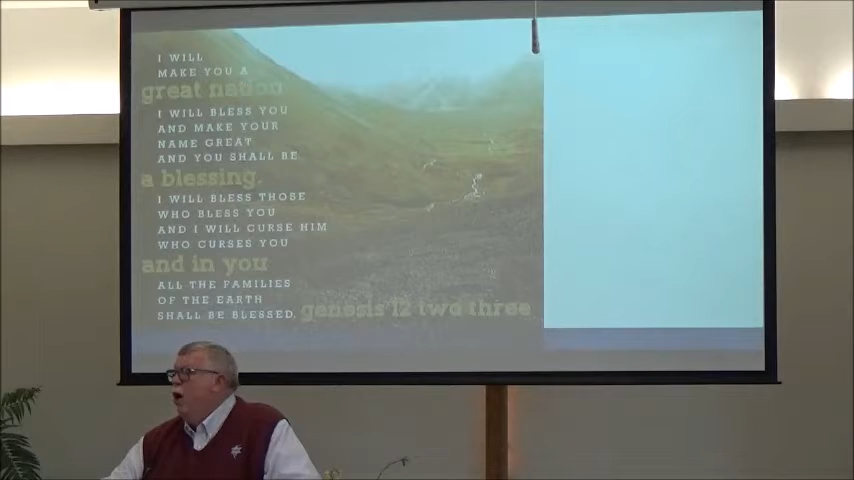 I WILL
MAKE YOU A
great nation
I WILL BLESS YOU
AND MAKE YOUR
NAME GREAT
AND YOU SHALL BE
a blessing.
I WILL BLESS THOSE
WHO BLESS YOU
AND I WILL CURSE HIM
WHO CURSES YOU
and in you
ALL THE FAMILIES
OF THE EARTH
SHALL BE BLESSED. genesis 12 two three